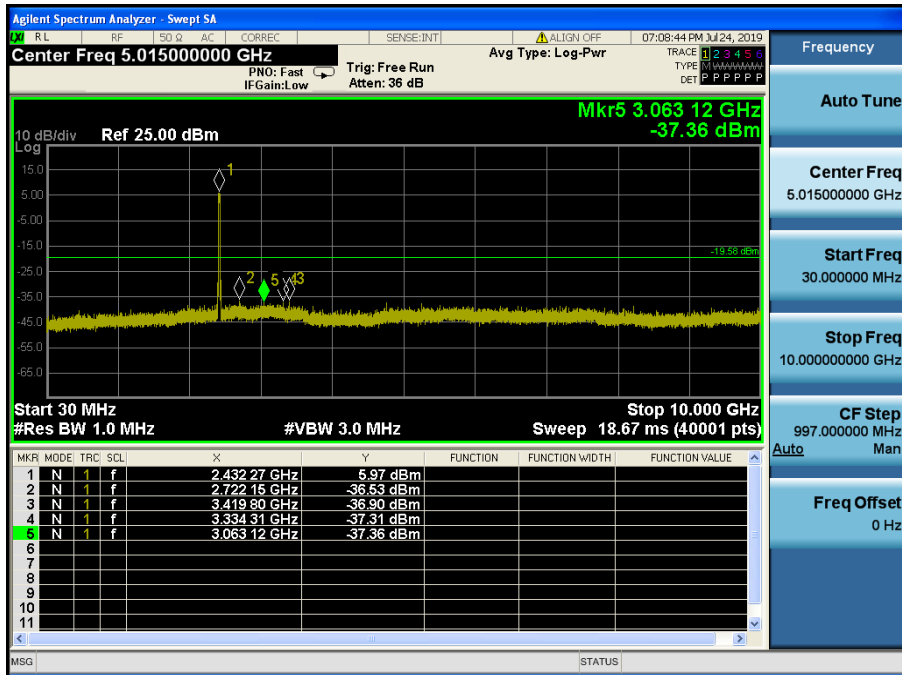 Agilent Spectrum Analyzer - Swept SA
LXI RL RF 50 Ω AC CORREC SENSE:INT ALIGN OFF 07:08:44 PM Jul 24, 2019
Center Freq 5.015000000 GHz Avg Type: Log-Pwr TRACE 1 2 3 4 5 6
PNO: Fast Trig: Free Run TYPE M WWWWW
IFGain:Low Atten: 36 dB DET P P P P P P
Mkr5 3.063 12 GHz
-37.36 dBm
10 dB/div Ref 25.00 dBm
Log
15.0
1
5.00
-5.00
-15.0
-19.58 dBm
-25.0
2 5 4 3
-35.0
-45.0
-55.0
-65.0
Start 30 MHz Stop 10.000 GHz
#Res BW 1.0 MHz #VBW 3.0 MHz Sweep 18.67 ms (40001 pts)
MKR MODE TRC SCL X Y FUNCTION FUNCTION WIDTH FUNCTION VALUE
1 N 1 f 2.432 27 GHz 5.97 dBm
2 N 1 f 2.722 15 GHz -36.53 dBm
3 N 1 f 3.419 80 GHz -36.90 dBm
4 N 1 f 3.334 31 GHz -37.31 dBm
5 N 1 f 3.063 12 GHz -37.36 dBm
6
7
8
9
10
11
MSG STATUS
Frequency
Auto Tune
Center Freq
5.015000000 GHz
Start Freq
30.000000 MHz
Stop Freq
10.000000000 GHz
CF Step
997.000000 MHz
Auto Man
Freq Offset
0 Hz